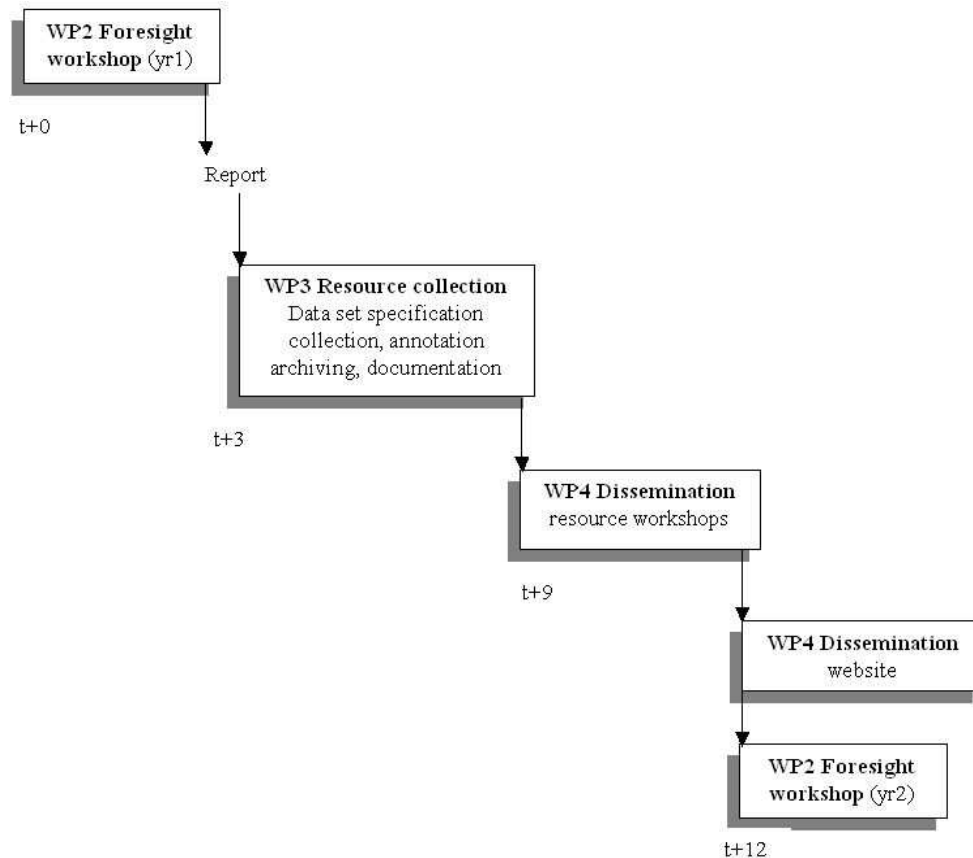 WP2 Foresight
workshop (yr1)
t+0
Report
WP3 Resource collection
Data set specification
collection, annotation
archiving, documentation
t+3
WP4 Dissemination
resource workshops
t+9
WP4 Dissemination
website
WP2 Foresight
workshop (yr2)
t+12